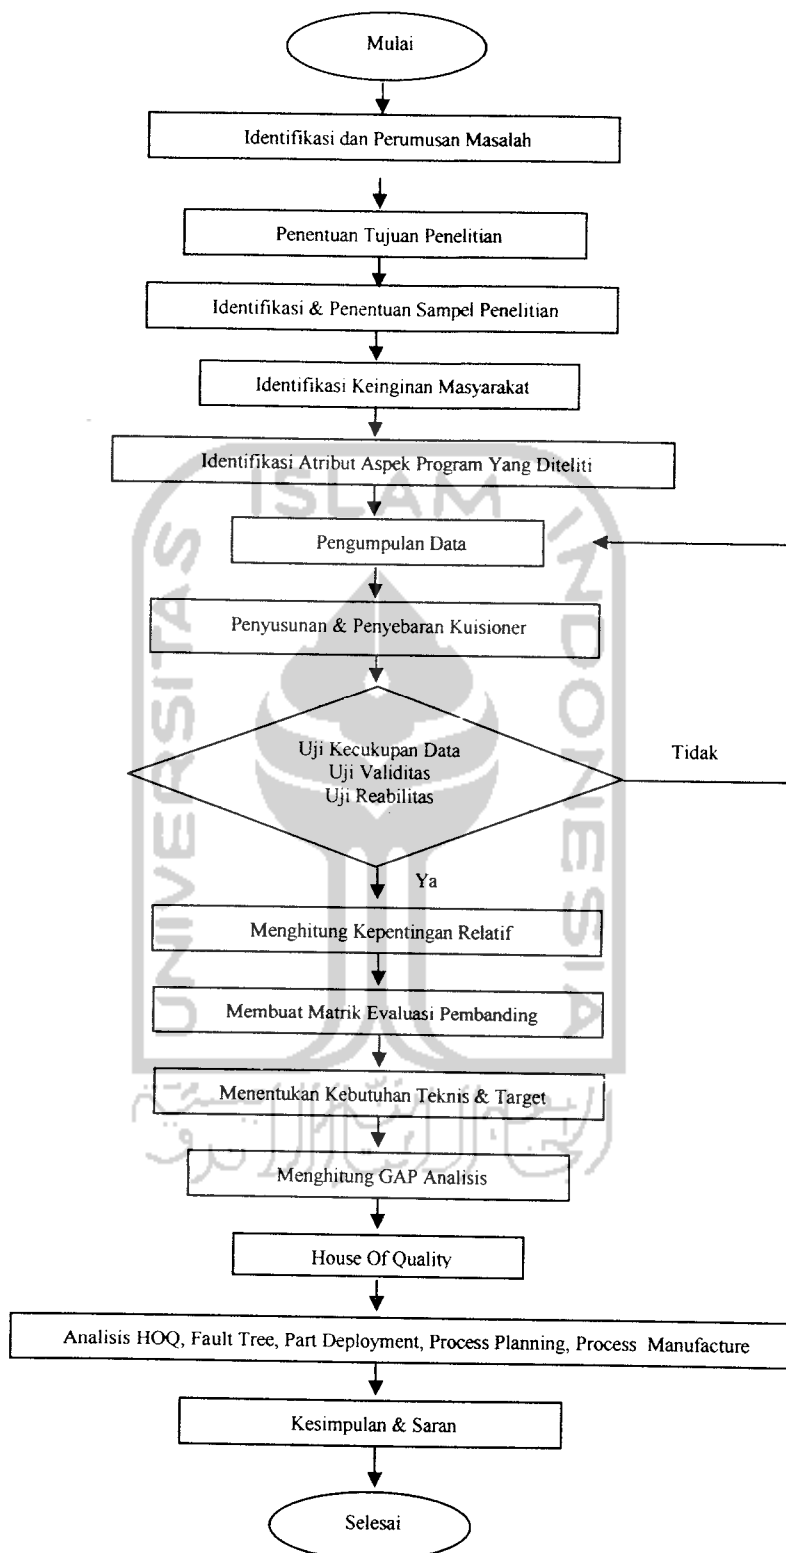 Mulai
Identifikasi dan Perumusan Masalah
Penentuan Tujuan Penelitian
Identifikasi & Penentuan Sampel Penelitian
Identifikasi Keinginan Masyarakat
Identifikasi Atribut Aspek Program Yang Diteliti
ISLAM
UNIVERSITAS
INDONESIA
Pengumpulan Data
Penyusunan & Penyebaran Kuisioner
Uji Kecukupan Data
Uji Validitas
Uji Reabilitas
Tidak
Ya
Menghitung Kepentingan Relatif
Membuat Matrik Evaluasi Pembanding
Menentukan Kebutuhan Teknis & Target
Menghitung GAP Analisis
House Of Quality
Analisis HOQ, Fault Tree, Part Deployment, Process Planning, Process Manufacture
Kesimpulan & Saran
Selesai